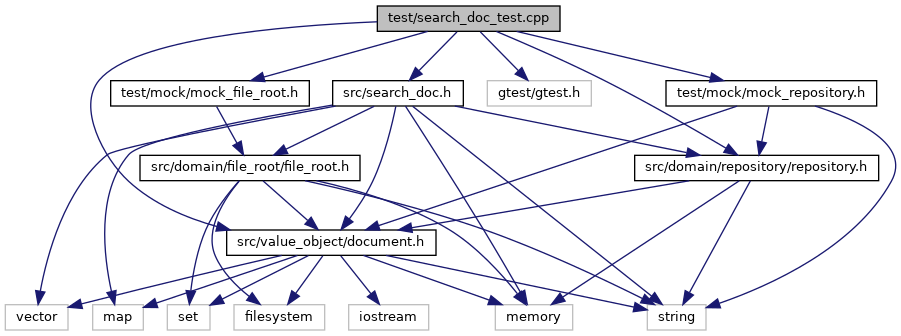 test/search_doc_test.cpp
test/mock/mock_file_root.h
src/search_doc.h
gtest/gtest.h
test/mock/mock_repository.h
src/domain/file_root/file_root.h
src/domain/repository/repository.h
src/value_object/document.h
vector
map
set
filesystem
iostream
memory
string